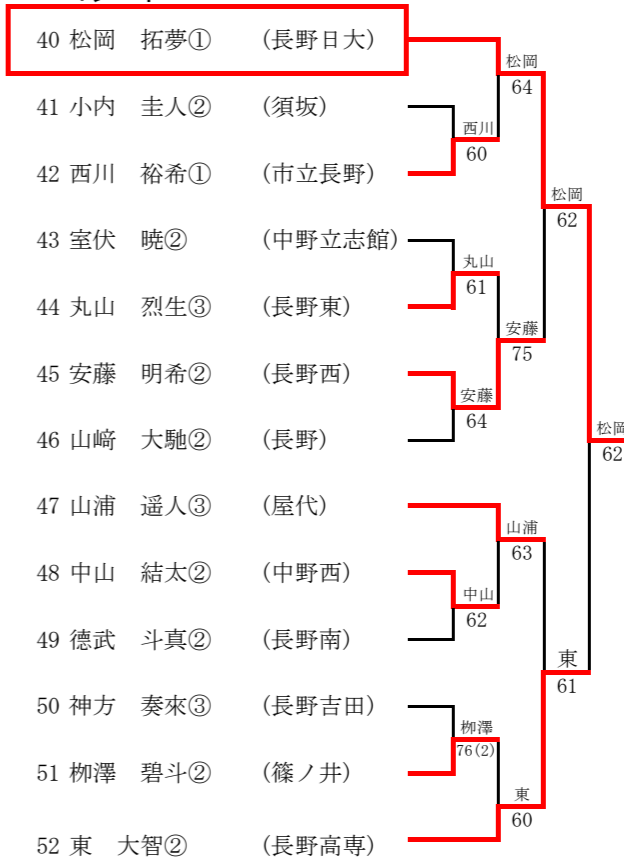 40 松岡　拓夢①　(長野日大)
41 小内　圭人②　(須坂)
42 西川　裕希①　(市立長野)
43 室伏　暁②　(中野立志館)
44 丸山　烈生③　(長野東)
45 安藤　明希②　(長野西)
46 山﨑　大馳②　(長野)
47 山浦　遥人③　(屋代)
48 中山　結太②　(中野西)
49 德武　斗真②　(長野南)
50 神方　奏來③　(長野吉田)
51 栁澤　碧斗②　(篠ノ井)
52 東　大智②　(長野高専)
西川
60
丸山
61
安藤
64
中山
62
栁澤
76(2)
松岡
64
安藤
75
山浦
63
東
60
松岡
62
東
61
松岡
62